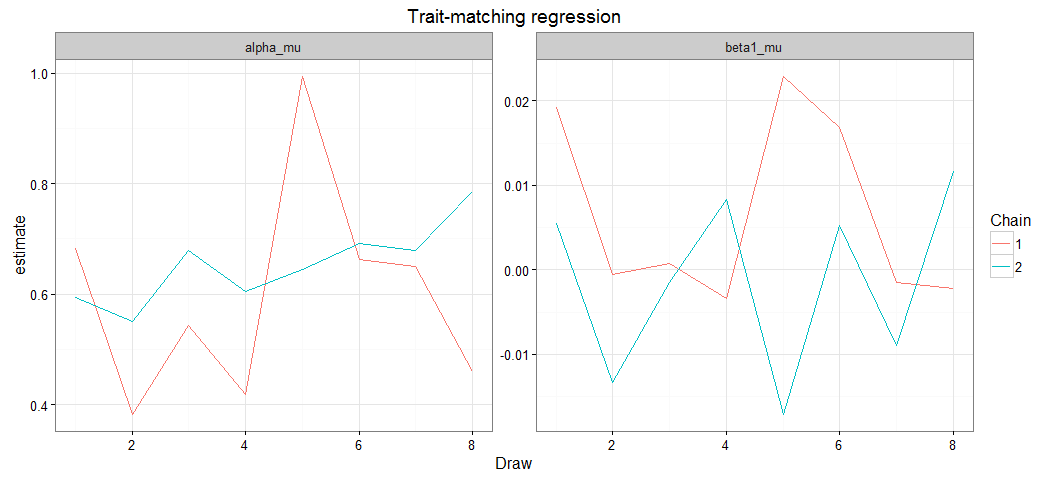 Trait-matching regression
alpha_mu
beta1_mu
estimate
1.0
0.8
0.6
0.4
2 4 6 8
0.02
0.01
0.00
-0.01
2 4 6 8
Draw
Chain
1
2